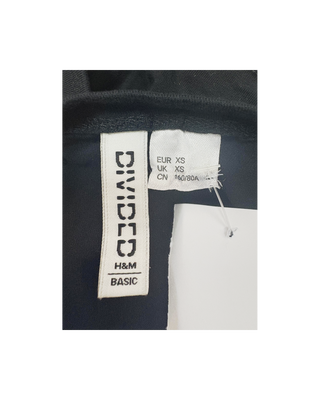 DIVIDED
H&M
BASIC
EUR XS
UK XS
CN 160/80A